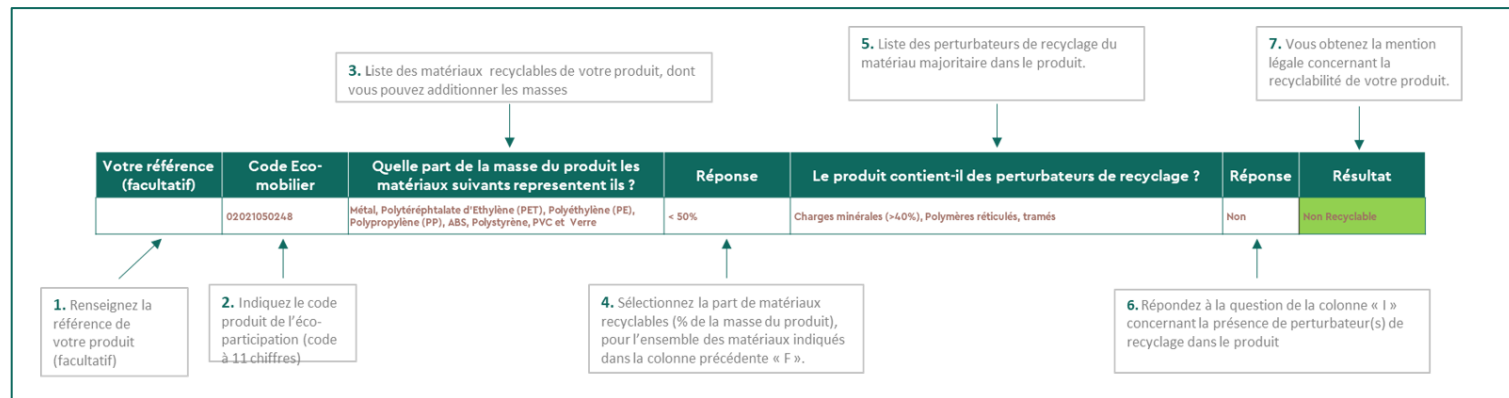 3. Liste des matériaux recyclables de votre produit, dont
vous pouvez additionner les masses
5. Liste des perturbateurs de recyclage du
matériau majoritaire dans le produit.
7. Vous obtenez la mention
légale concernant la
recyclabilité de votre produit.
Votre référence
(facultatif)
Code Eco-
mobilier
Quelle part de la masse du produit les
matériaux suivants representent ils ?
Réponse
Le produit contient-il des perturbateurs de recyclage ?
Réponse
Résultat
02021050248
Métal, Polytéréphtalate d'Ethylène (PET), Polyéthylène (PE),
Polypropylène (PP), ABS, Polystyrène, PVC et Verre
< 50%
Charges minérales (>40%), Polymères réticulés, tramés
Non
Non Recyclable
1. Renseignez la
référence de
votre produit
(facultatif)
2. Indiquez le code
produit de l'éco-
participation (code
à 11 chiffres)
4. Sélectionnez la part de matériaux
recyclables (% de la masse du produit),
pour l'ensemble des matériaux indiqués
dans la colonne précédente « F ».
6. Répondez à la question de la colonne « I »
concernant la présence de perturbateur(s) de
recyclage dans le produit